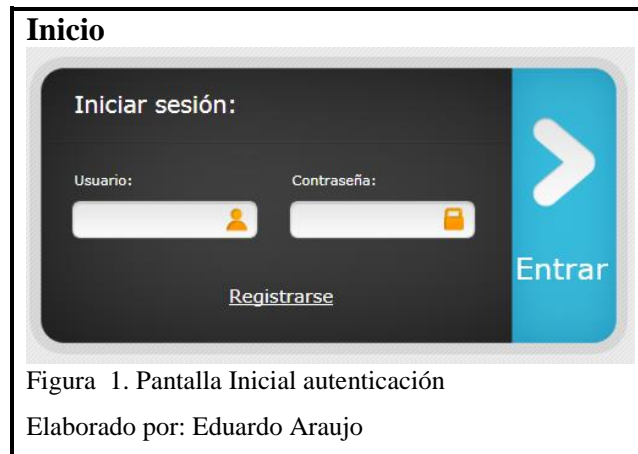 Inicio
Iniciar sesión:
Usuario: Contraseña:
Entrar
Registrarse
Figura 1. Pantalla Inicial autenticación
Elaborado por: Eduardo Araujo